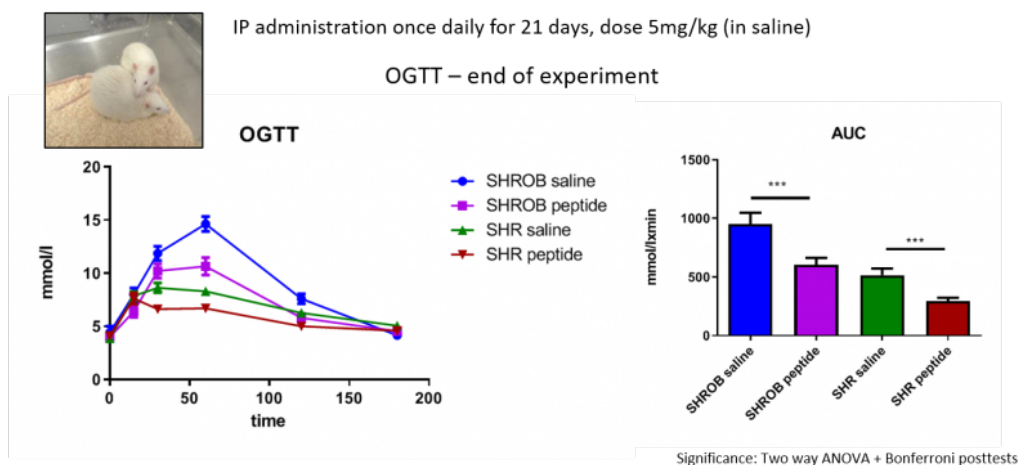 IP administration once daily for 21 days, dose 5mg/kg (in saline)
OGTT – end of experiment
OGTT
mmol/l
20
15
10
5
0
0
50
100
150
200
time
SHROB saline
SHROB peptide
SHR saline
SHR peptide
AUC
mmol/lxmin
1500
1000
500
0
***
***
SHROB saline
SHROB peptide
SHR saline
SHR peptide
Significance: Two way ANOVA + Bonferroni posttests